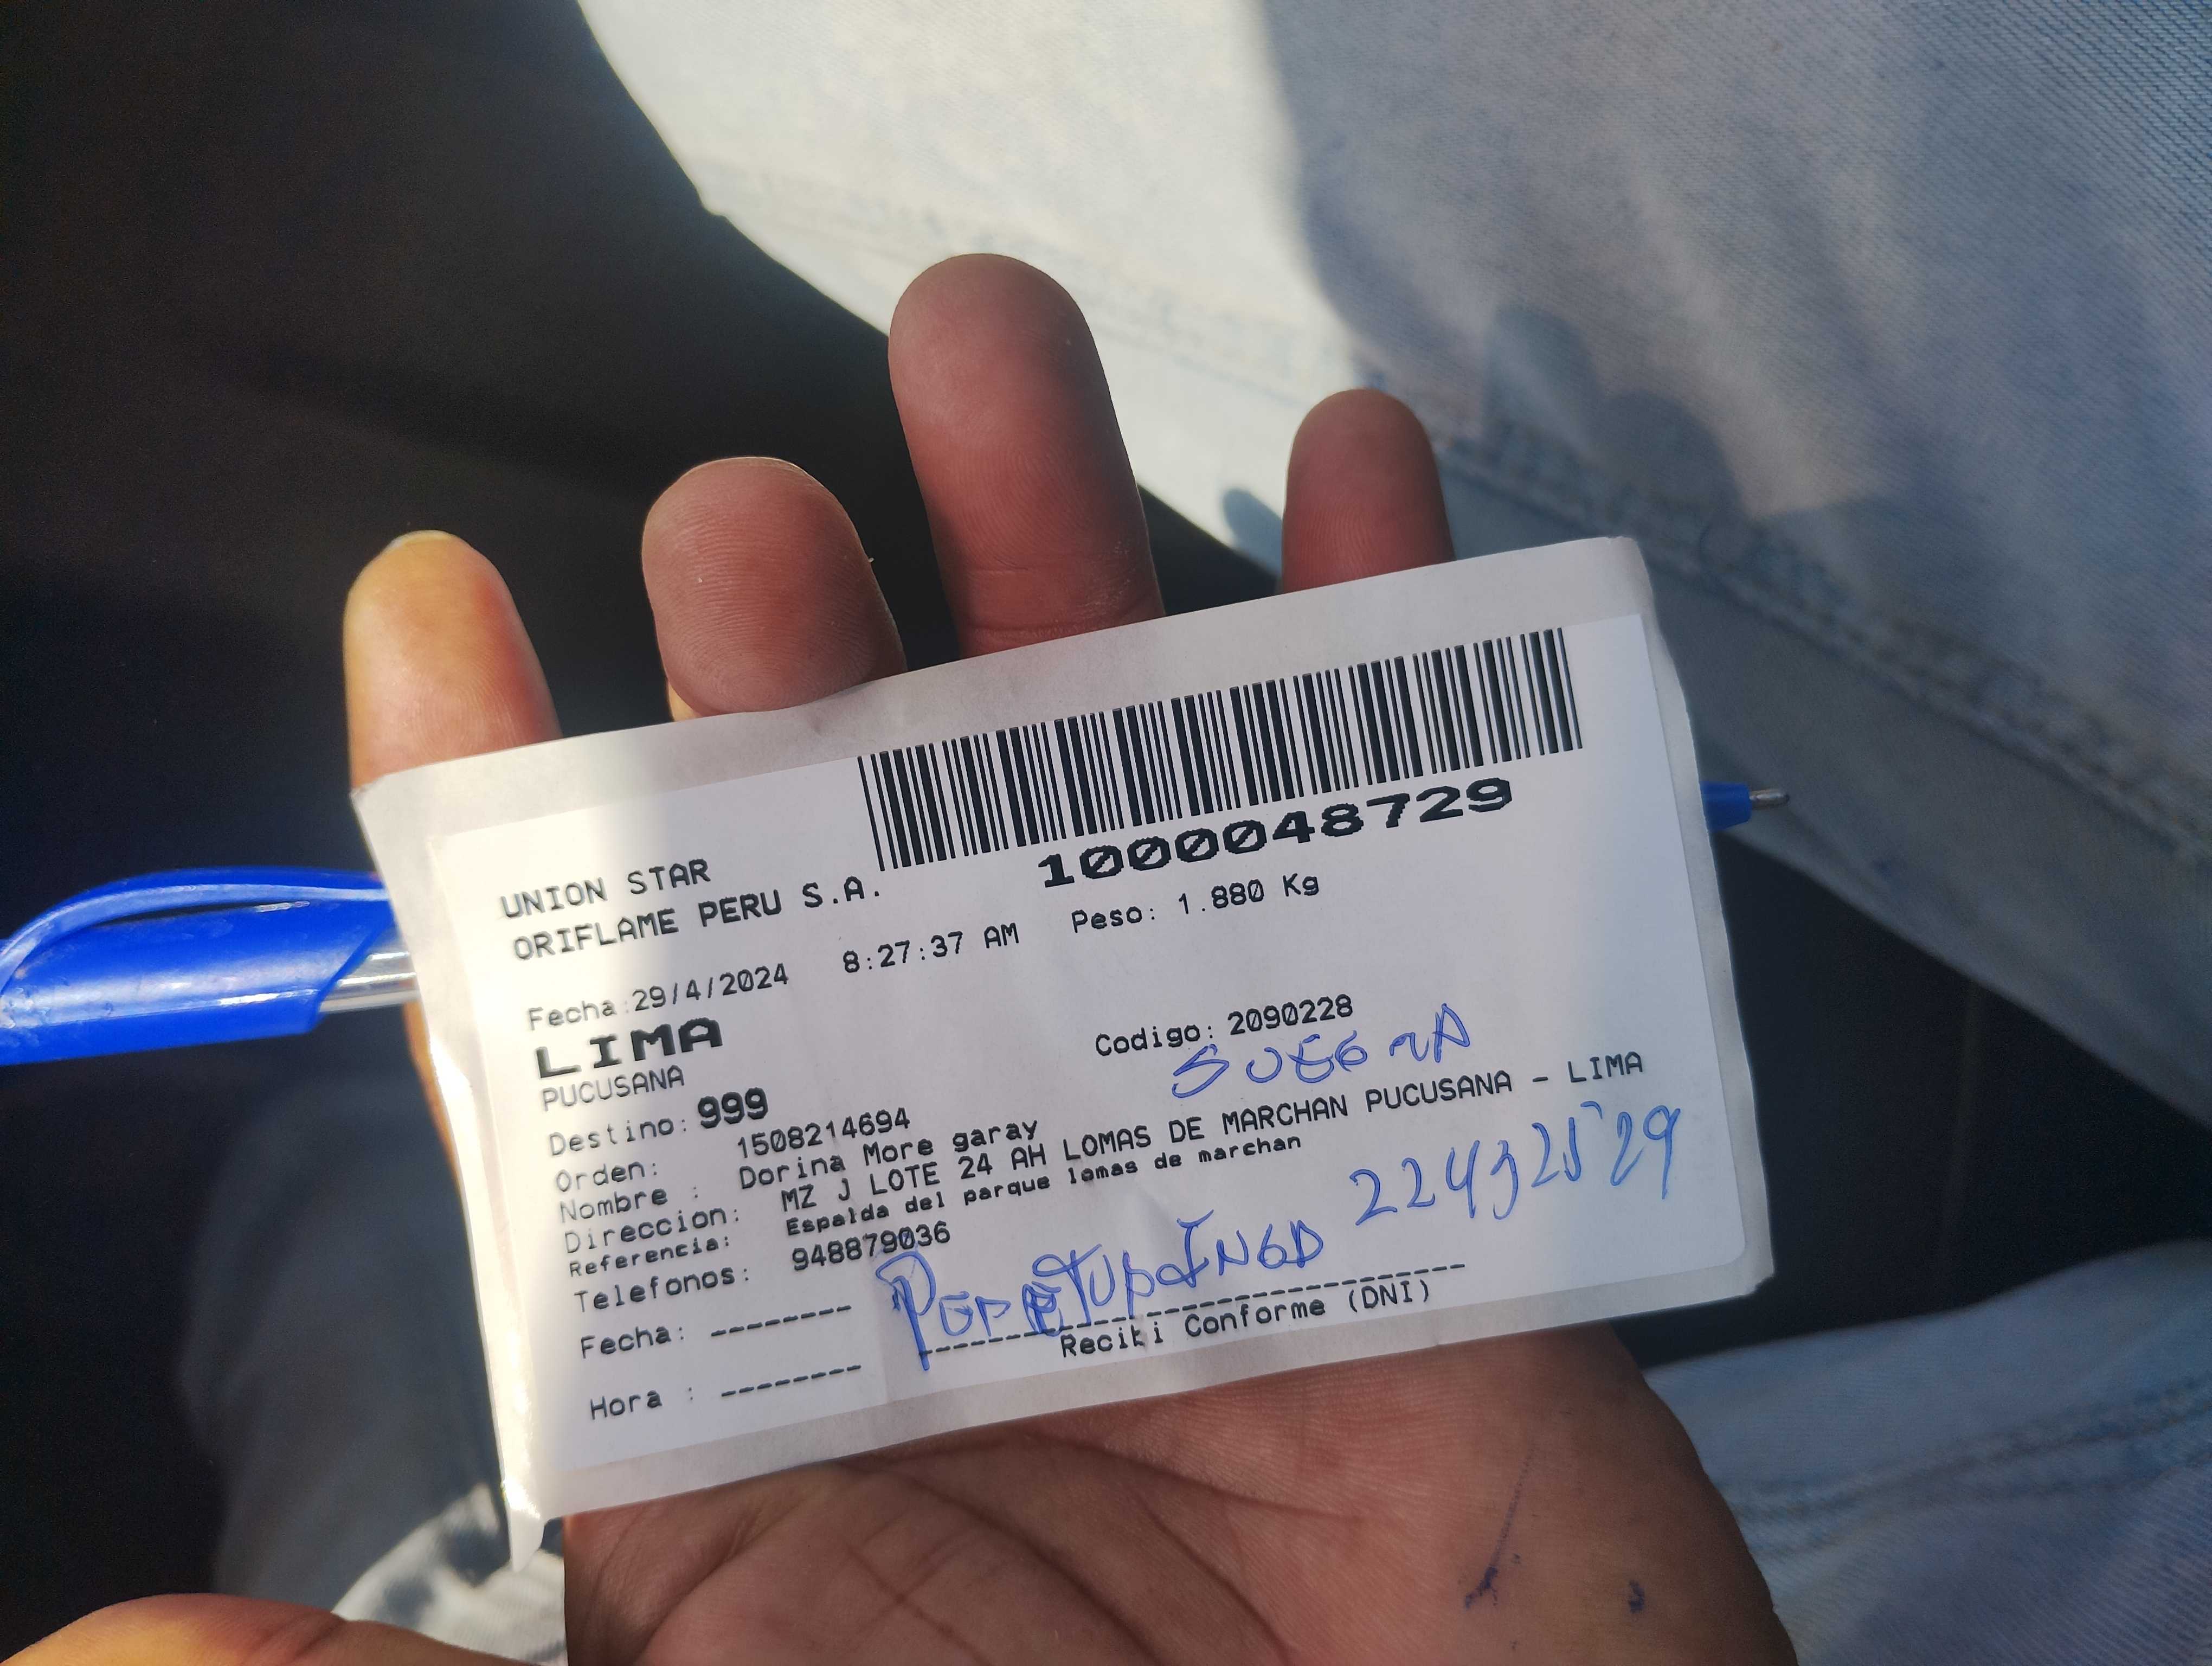 1000048729
UNION STAR
ORIFLAME PERU S.A.
Fecha:29/4/2024 8:27:37 AM Peso: 1.880 Kg
LIMA
PUCUSANA
Codigo: 2090228
SUEGRA
Destino: 999
Orden: 1508214694
Nombre : Dorina More garay
Direccion: MZ J LOTE 24 AH LOMAS DE MARCHAN PUCUSANA - LIMA
Referencia: Espalda del parque lomas de marchan
Telefonos: 948879036
Fecha: --------
Hora : --------
Recibi Conforme (DNI)